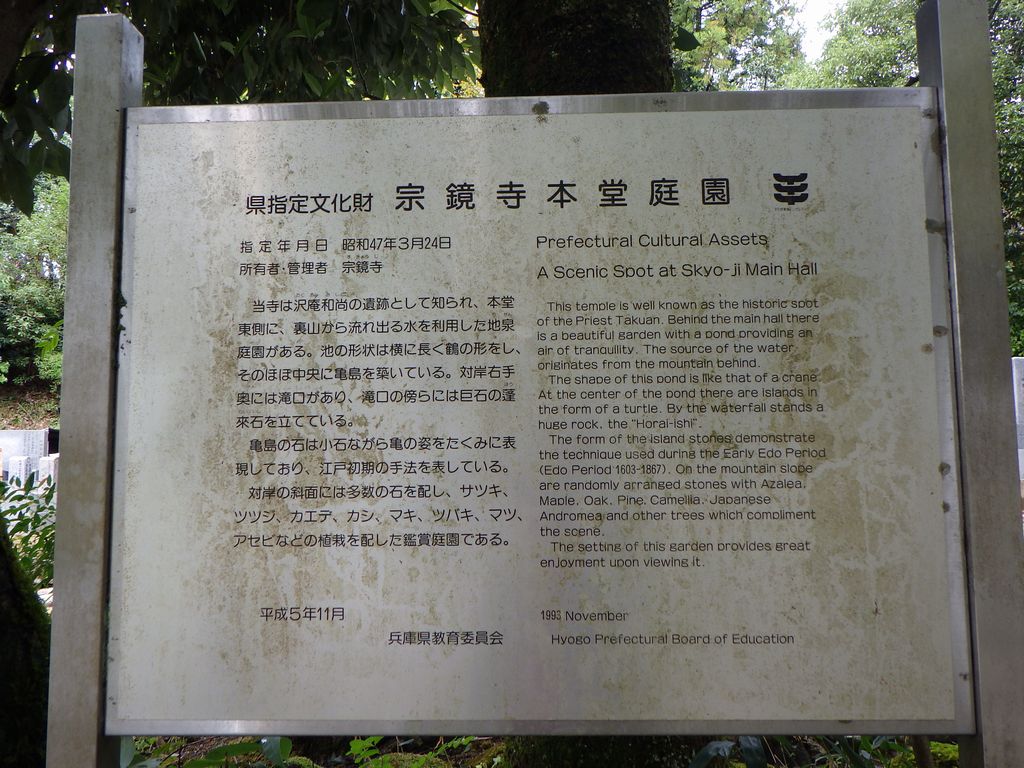 県指定文化財 宗鏡寺本堂庭園
指定年月日 昭和47年3月24日
所有者・管理者 宗鏡寺
当寺は沢庵和尚の遺跡として知られ、本堂
東側に、裏山から流れ出る水を利用した地泉
庭園がある。池の形状は横に長く鶴の形をし、
そのほぼ中央に亀島を築いている。対岸右手
奥には滝口があり、滝口の傍らには巨石の蓬
来石を立てている。
亀島の石は小石ながら亀の姿をたくみに表
現しており、江戸初期の手法を表している。
対岸の斜面には多数の石を配し、サツキ、
ツツジ、カエデ、カシ、マキ、ツバキ、マツ、
アセビなどの植栽を配した鑑賞庭園である。
平成5年11月
兵庫県教育委員会
Prefectural Cultural Assets
A Scenic Spot at Skyo-ji Main Hall
This temple is well known as the historic spot
of the Priest Takuan. Behind the main hall there
is a beautiful garden with a pond providing an
air of tranquility. The source of the water
originates from the mountain behind.
The shape of this pond is like that of a crane.
At the center of the pond there are islands in
the form of a turtle. By the waterfall stands a
huge rock, the "Horai-ishi".
The form of the island stones demonstrate
the technique used during the Early Edo Period
(Edo Period 1603-1867). On the mountain slope
are randomly arranged stones with Azalea,
Maple, Oak, Pine, Camellia, Japanese
Andromea and other trees which compliment
the scene.
The setting of this garden provides great
enjoyment upon viewing it.
1993 November
Hyogo Prefectural Board of Education